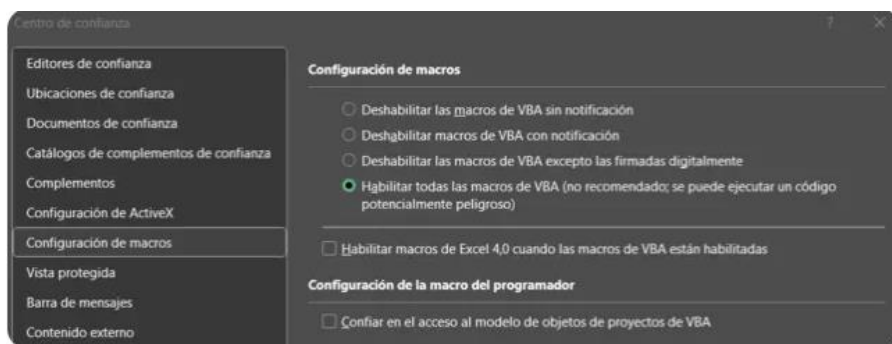 Centro de confianza
Editores de confianza
Ubicaciones de confianza
Documentos de confianza
Catálogos de complementos de confianza
Complementos
Configuración de ActiveX
Configuración de macros
Vista protegida
Barra de mensajes
Contenido externo
Configuración de macros
Deshabilitar las macros de VBA sin notificación
Deshabilitar macros de VBA con notificación
Deshabilitar las macros de VBA excepto las firmadas digitalmente
Habilitar todas las macros de VBA (no recomendado; se puede ejecutar un código
potencialmente peligroso)
Habilitar macros de Excel 4,0 cuando las macros de VBA están habilitadas
Configuración de la macro del programador
Confiar en el acceso al modelo de objetos de proyectos de VBA